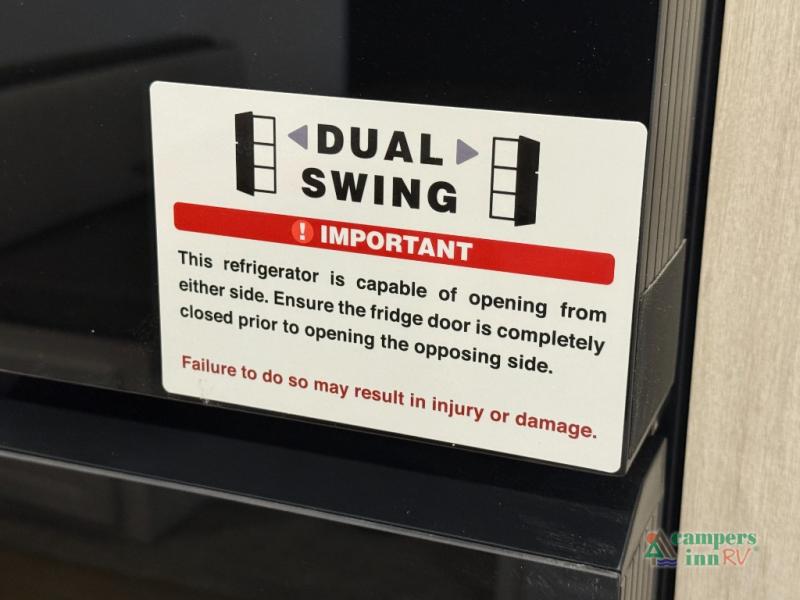 DUAL
SWING
! IMPORTANT
This refrigerator is capable of opening from
either side. Ensure the fridge door is completely
closed prior to opening the opposing side.
Failure to do so may result in injury or damage.
campers
inn RV